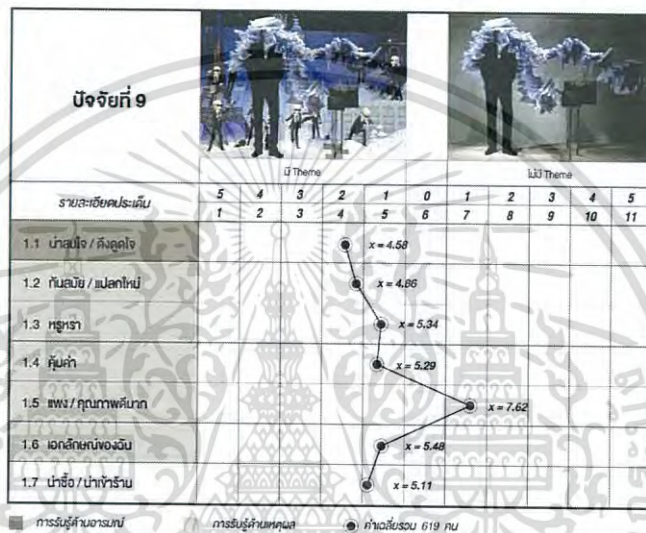 ปัจจัยที่ 9
มี Theme
ไม่มี Theme
รายละเอียดประเด็น
5 4 3 2 1 0 1 2 3 4 5
1 2 3 4 5 6 7 8 9 10 11
1.1 น่าสนใจ / ดึงดูดใจ
x = 4.58
1.2 ทันสมัย / แปลกใหม่
x = 4.86
1.3 หรูหรา
x = 5.34
1.4 คุ้มค่า
x = 5.29
1.5 แพง / คุณภาพดีมาก
x = 7.62
1.6 เอกลักษณ์ของฉัน
x = 5.48
1.7 น่าซื้อ / น่าเข้าร้าน
x = 5.11
การรับรู้ด้านอารมณ์
การรับรู้ด้านเหตุผล
ค่าเฉลี่ยรวม 619 คน